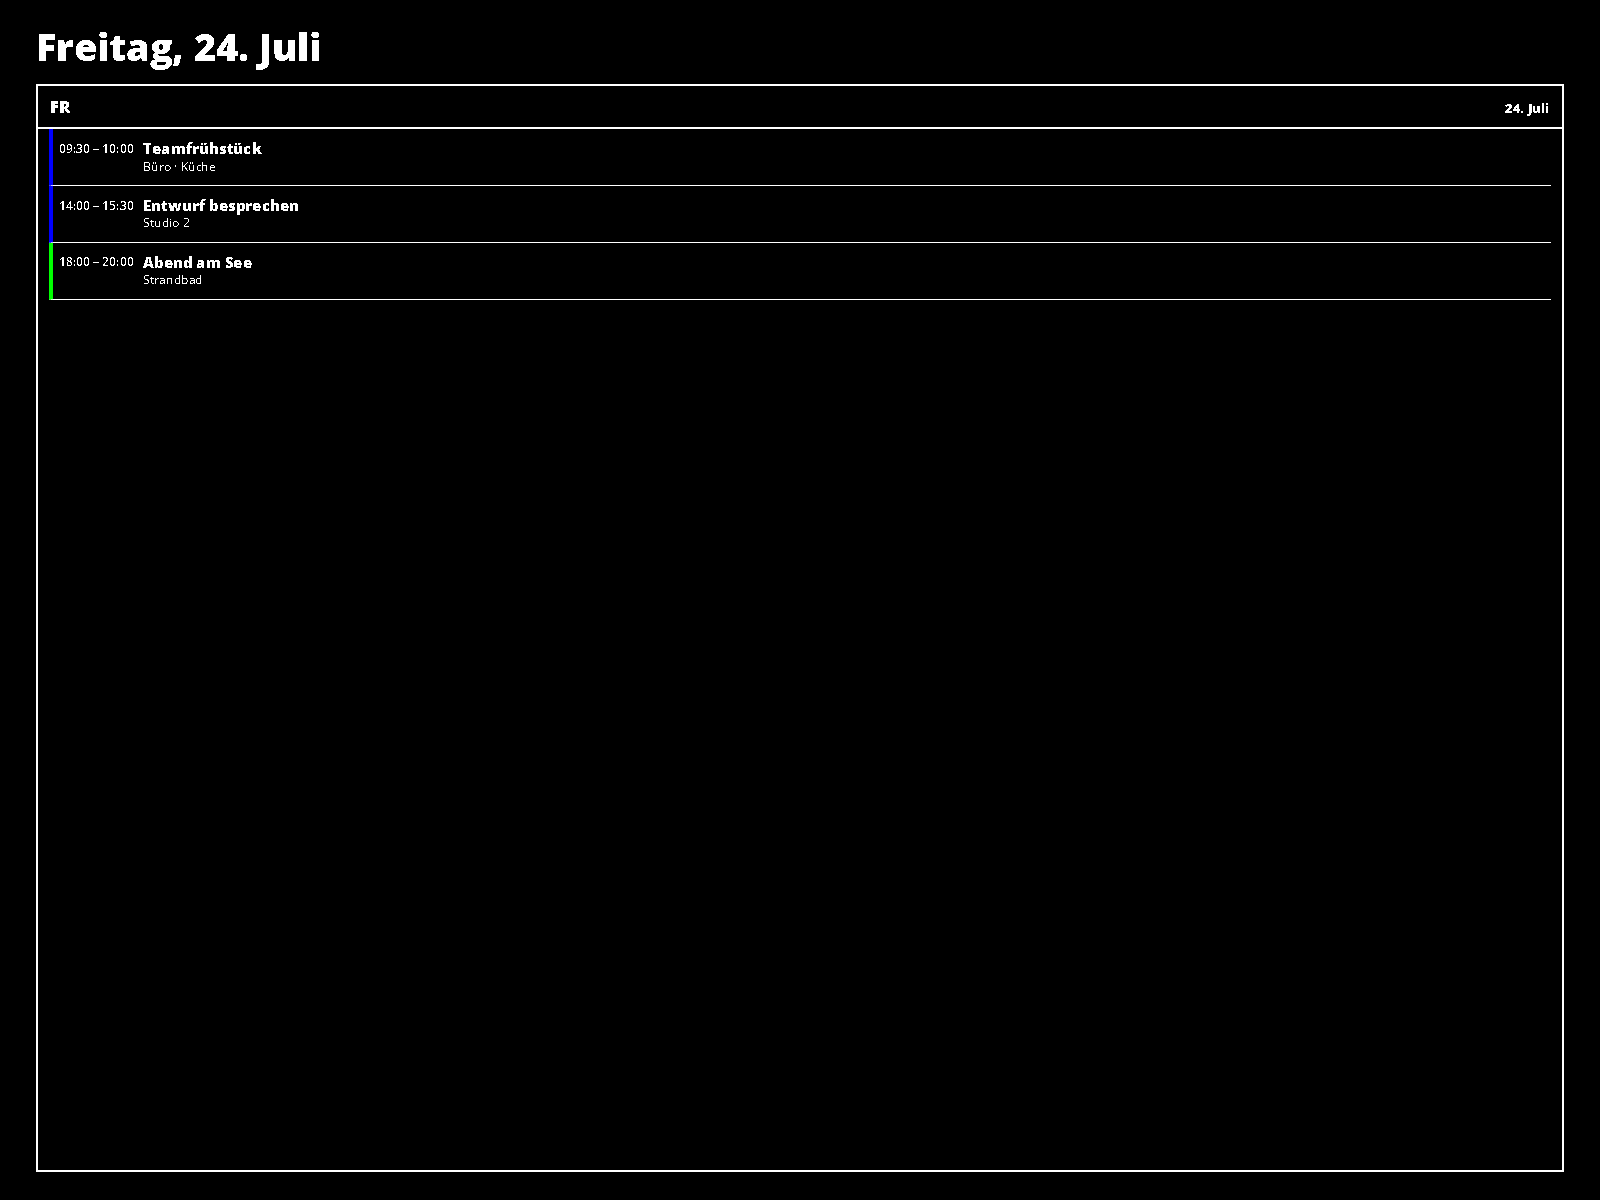 Freitag, 24. Juli
FR 24. Juli
09:30 – 10:00 Teamfrühstück
Büro · Küche
14:00 – 15:30 Entwurf besprechen
Studio 2
18:00 – 20:00 Abend am See
Strandbad